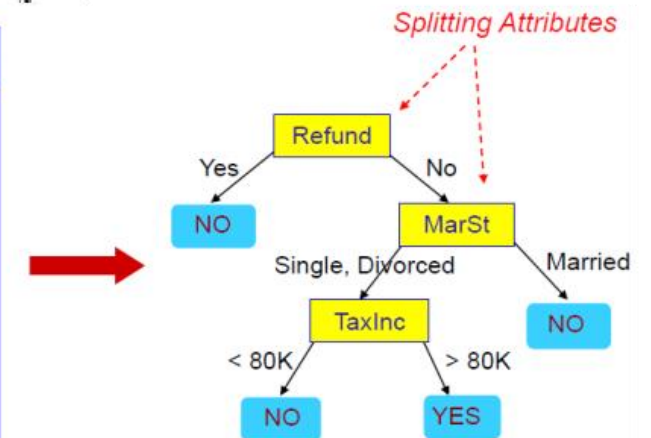 Splitting Attributes
Refund
Yes
No
NO
MarSt
Single, Divorced
Married
TaxInc
NO
< 80K
> 80K
NO
YES